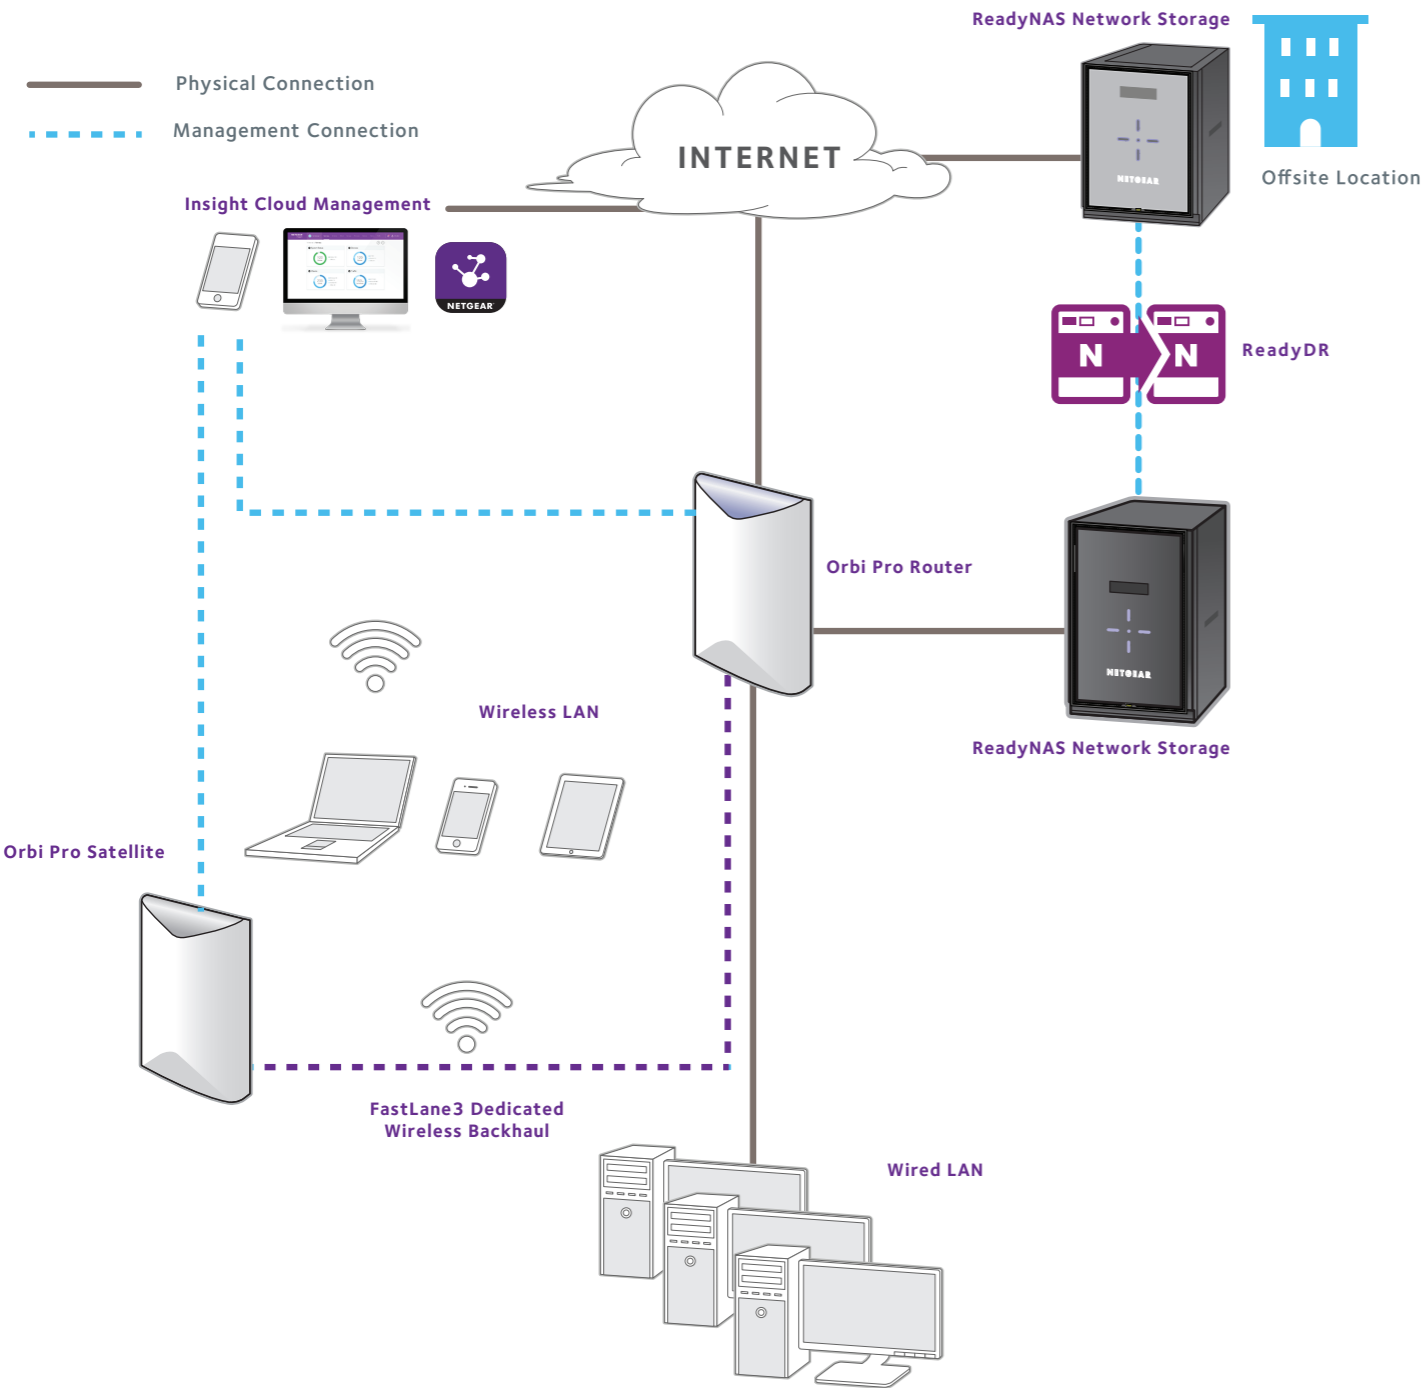 ReadyNAS Network Storage
Physical Connection
Management Connection
INTERNET
NETGEAR
Offsite Location
Insight Cloud Management
NETGEAR
N
N
ReadyDR
Orbi Pro Router
NETGEAR
Wireless LAN
ReadyNAS Network Storage
Orbi Pro Satellite
FastLane3 Dedicated
Wireless Backhaul
Wired LAN